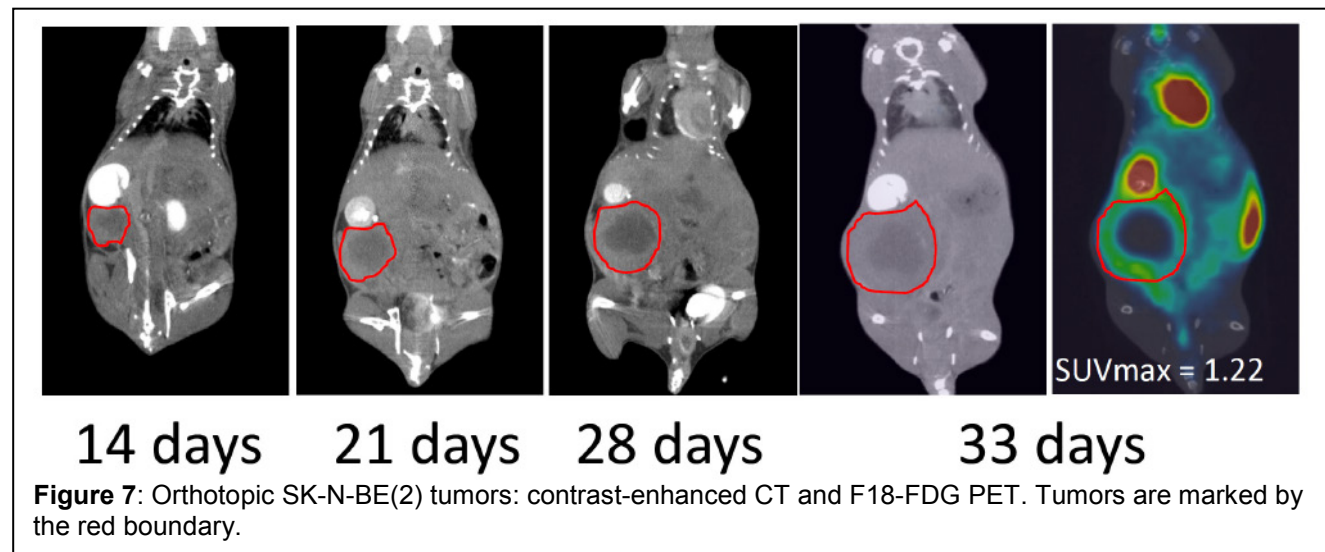 SUVmax = 1.22
14 days 21 days 28 days 33 days
Figure 7: Orthotopic SK-N-BE(2) tumors: contrast-enhanced CT and F18-FDG PET. Tumors are marked by
the red boundary.